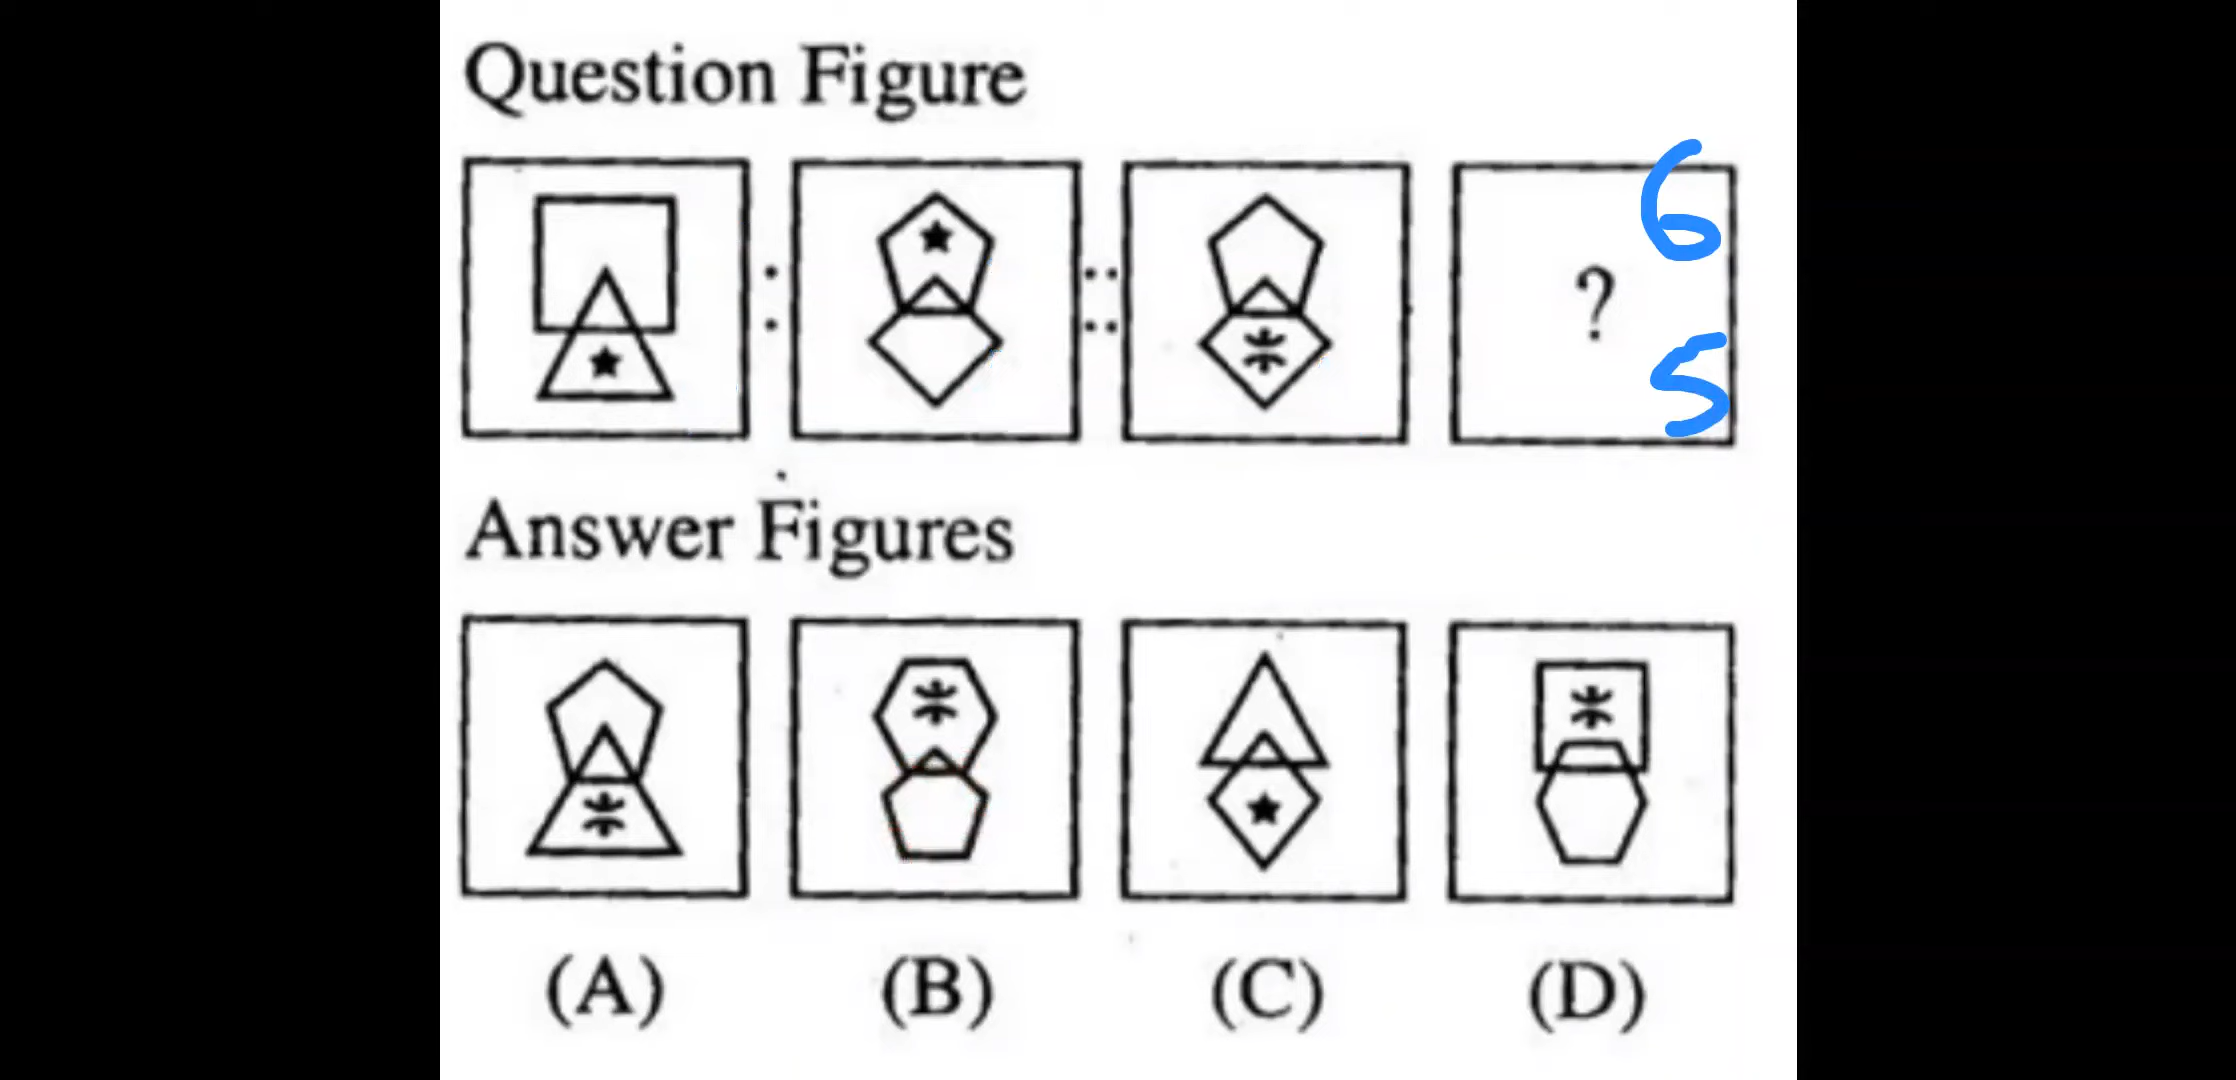 Question Figure
: :: ? 6
5
Answer Figures
(A) (B) (C) (D)